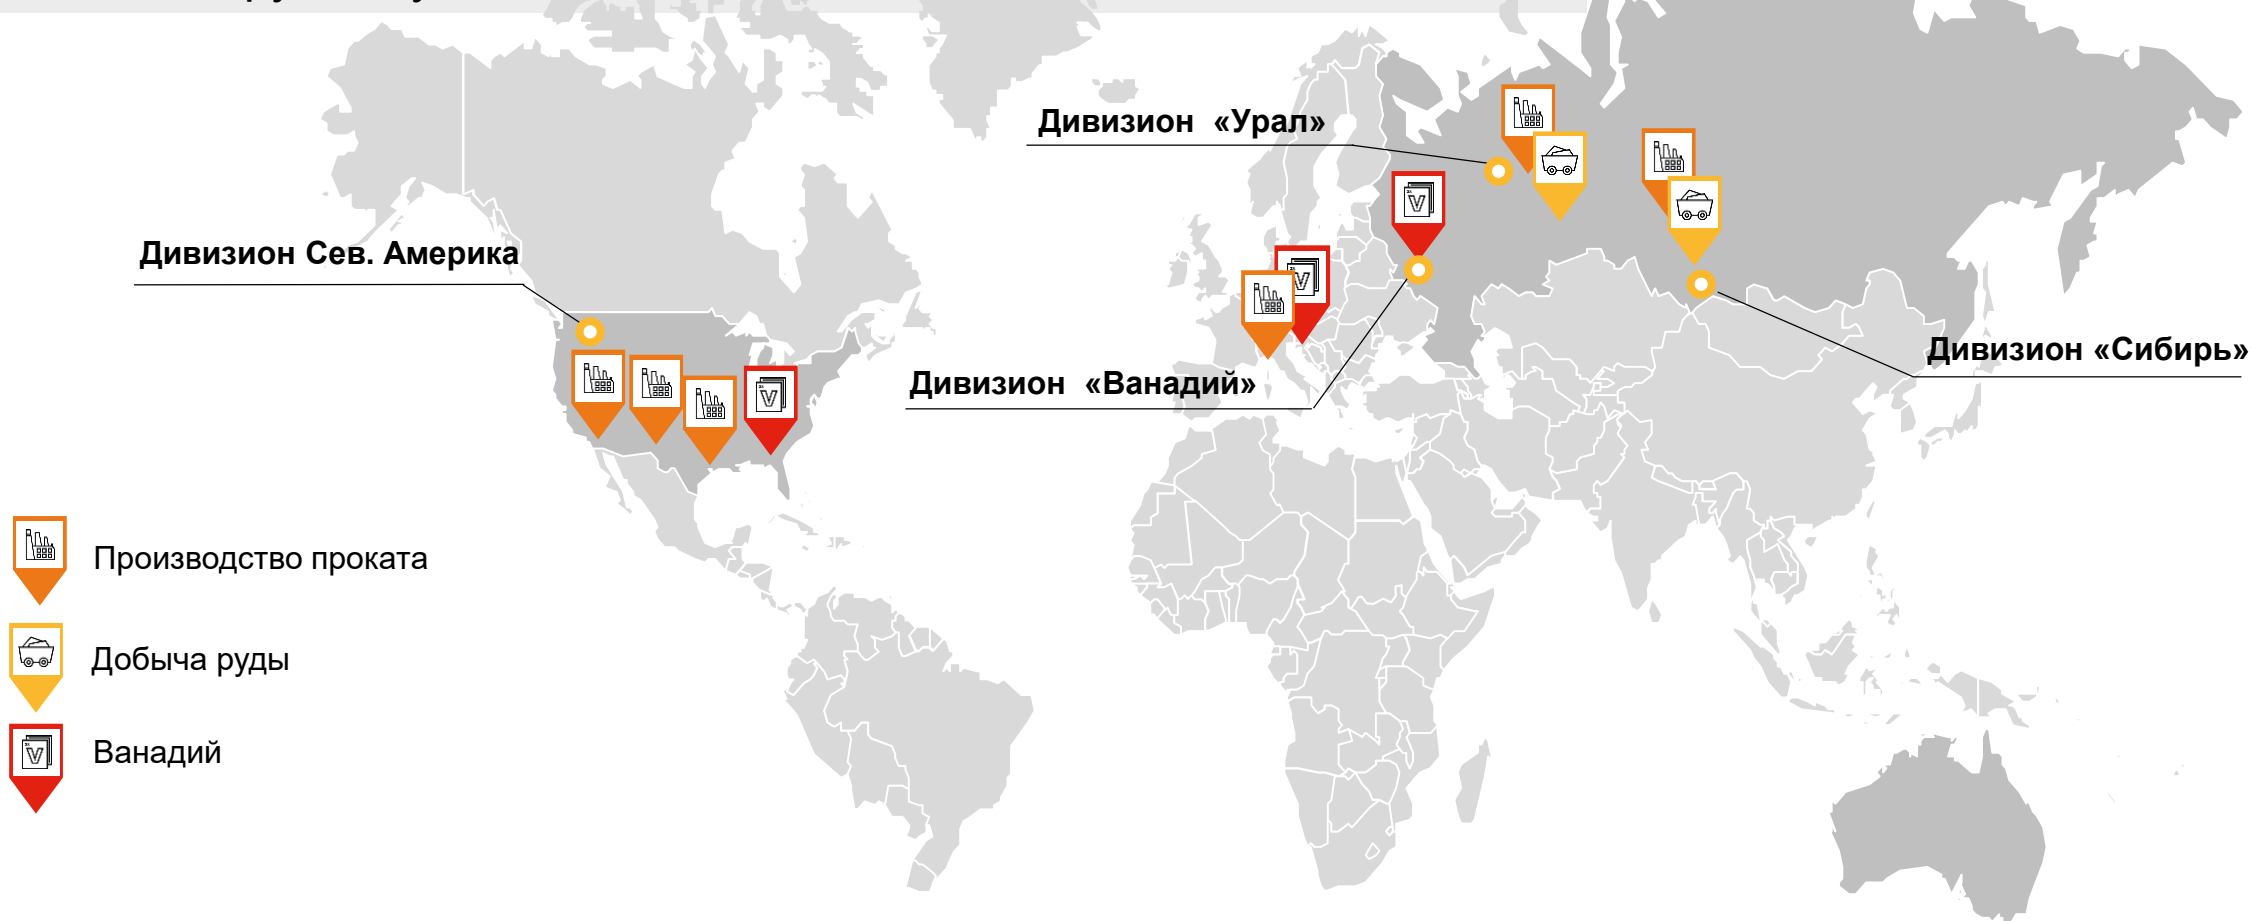 Дивизион «Урал»
Дивизион Сев. Америка
Дивизион «Сибирь»
Дивизион «Ванадий»
Производство проката
Добыча руды
Ванадий
V